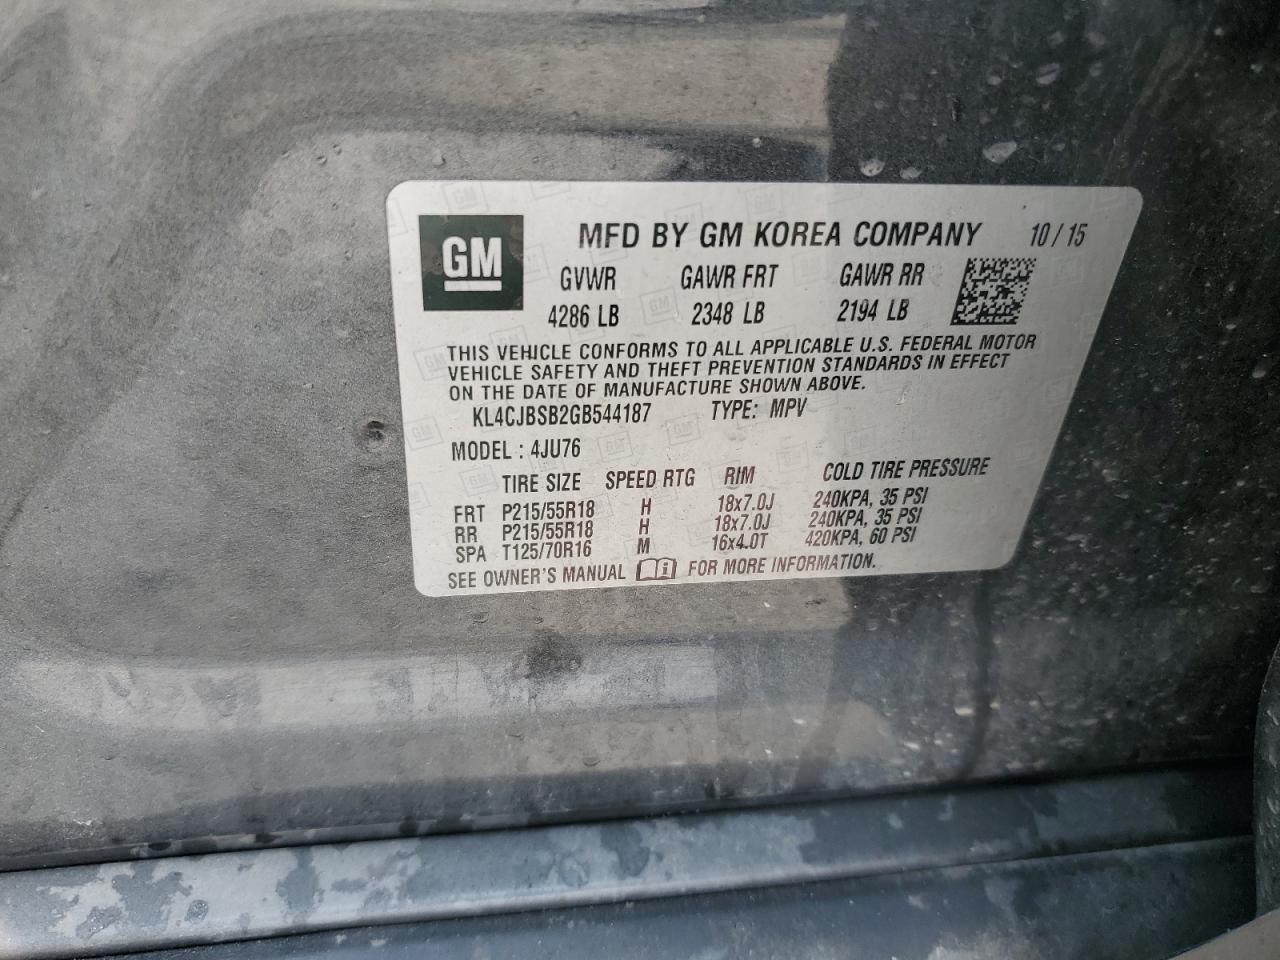 GM MFD BY GM KOREA COMPANY 10 / 15
GVWR GAWR FRT GAWR RR
4286 LB 2348 LB 2194 LB
THIS VEHICLE CONFORMS TO ALL APPLICABLE U.S. FEDERAL MOTOR
VEHICLE SAFETY AND THEFT PREVENTION STANDARDS IN EFFECT
ON THE DATE OF MANUFACTURE SHOWN ABOVE.
KL4CJBSB2GB544187 TYPE: MPV
MODEL : 4JU76
TIRE SIZE SPEED RTG RIM COLD TIRE PRESSURE
FRT P215/55R18 H 18x7.0J 240KPA, 35 PSI
RR P215/55R18 H 18x7.0J 240KPA, 35 PSI
SPA T125/70R16 M 16x4.0T 420KPA, 60 PSI
SEE OWNER'S MANUAL FOR MORE INFORMATION.